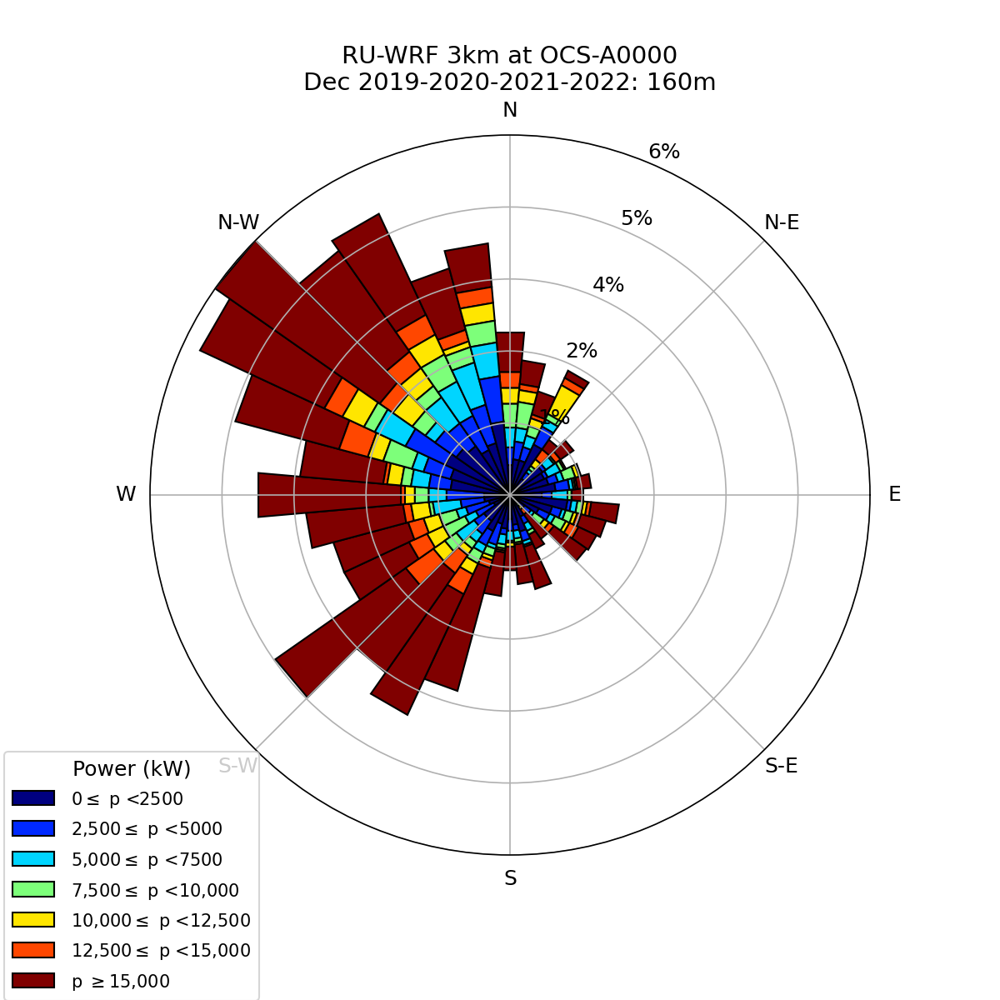 RU-WRF 3km at OCS-A0000
Dec 2019-2020-2021-2022: 160m
N
6%
N-W
5%
N-E
4%
2%
1%
W
E
S-W
S-E
S
Power (kW)
0≤ p <2500
2,500≤ p <5000
5,000≤ p <7500
7,500≤ p <10,000
10,000≤ p <12,500
12,500≤ p <15,000
p ≥15,000